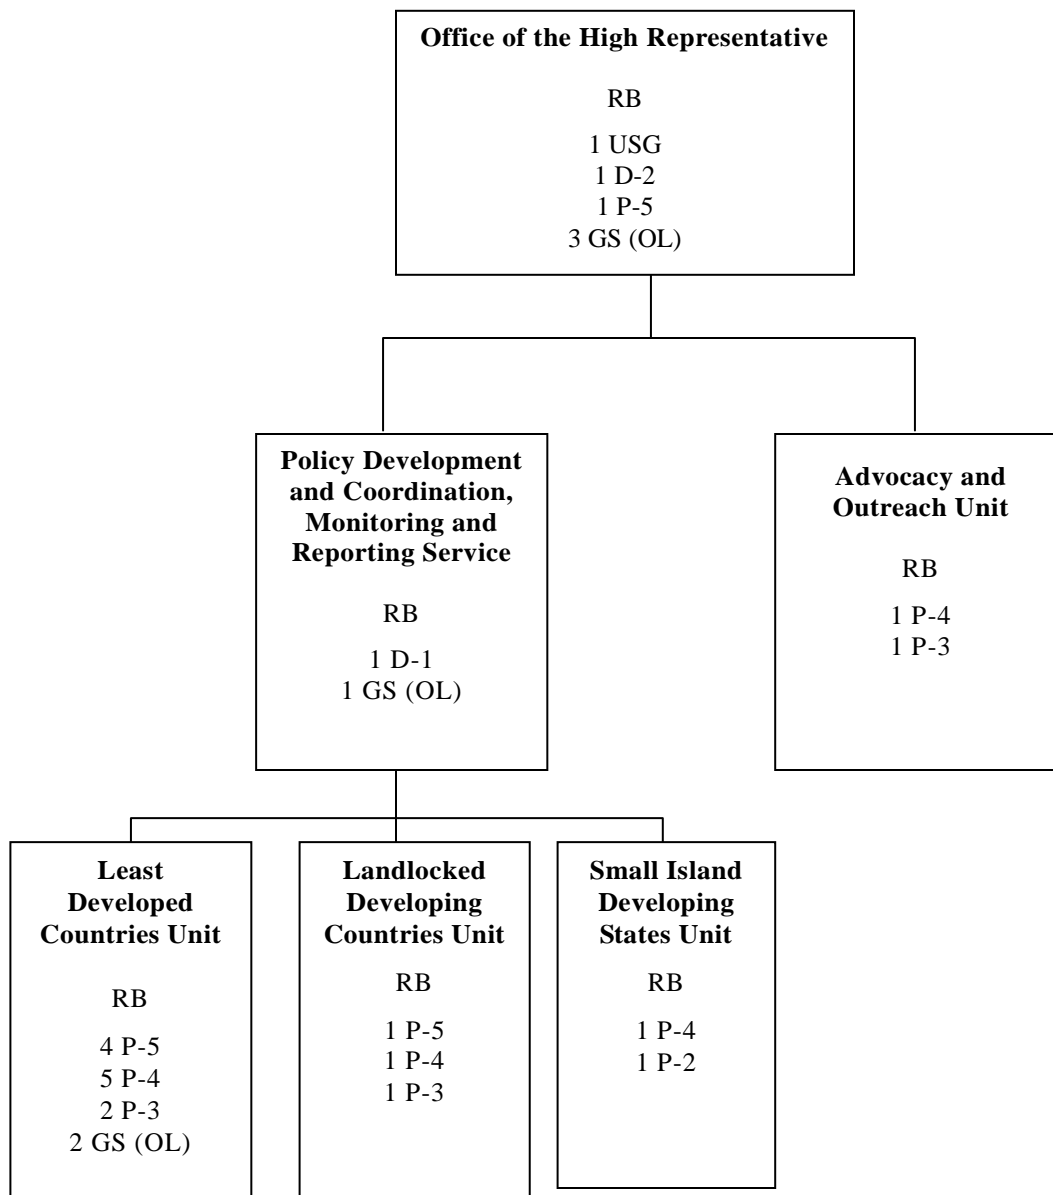 Office of the High Representative
RB
1 USG
1 D-2
1 P-5
3 GS (OL)
Policy Development
and Coordination,
Monitoring and
Reporting Service
RB
1 D-1
1 GS (OL)
Advocacy and
Outreach Unit
RB
1 P-4
1 P-3
Least
Developed
Countries Unit
RB
4 P-5
5 P-4
2 P-3
2 GS (OL)
Landlocked
Developing
Countries Unit
RB
1 P-5
1 P-4
1 P-3
Small Island
Developing
States Unit
RB
1 P-4
1 P-2